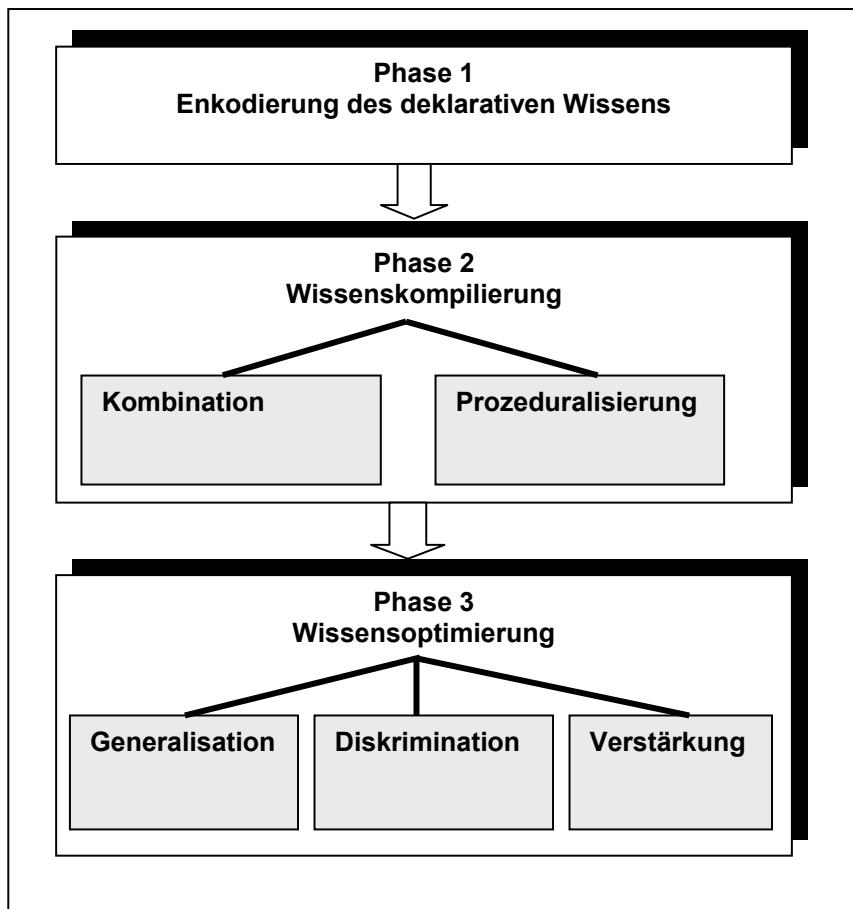 Phase 1
Enkodierung des deklarativen Wissens
Phase 2
Wissenskompilierung
Kombination
Prozeduralisierung
Phase 3
Wissensoptimierung
Generalisation
Diskrimination
Verstärkung